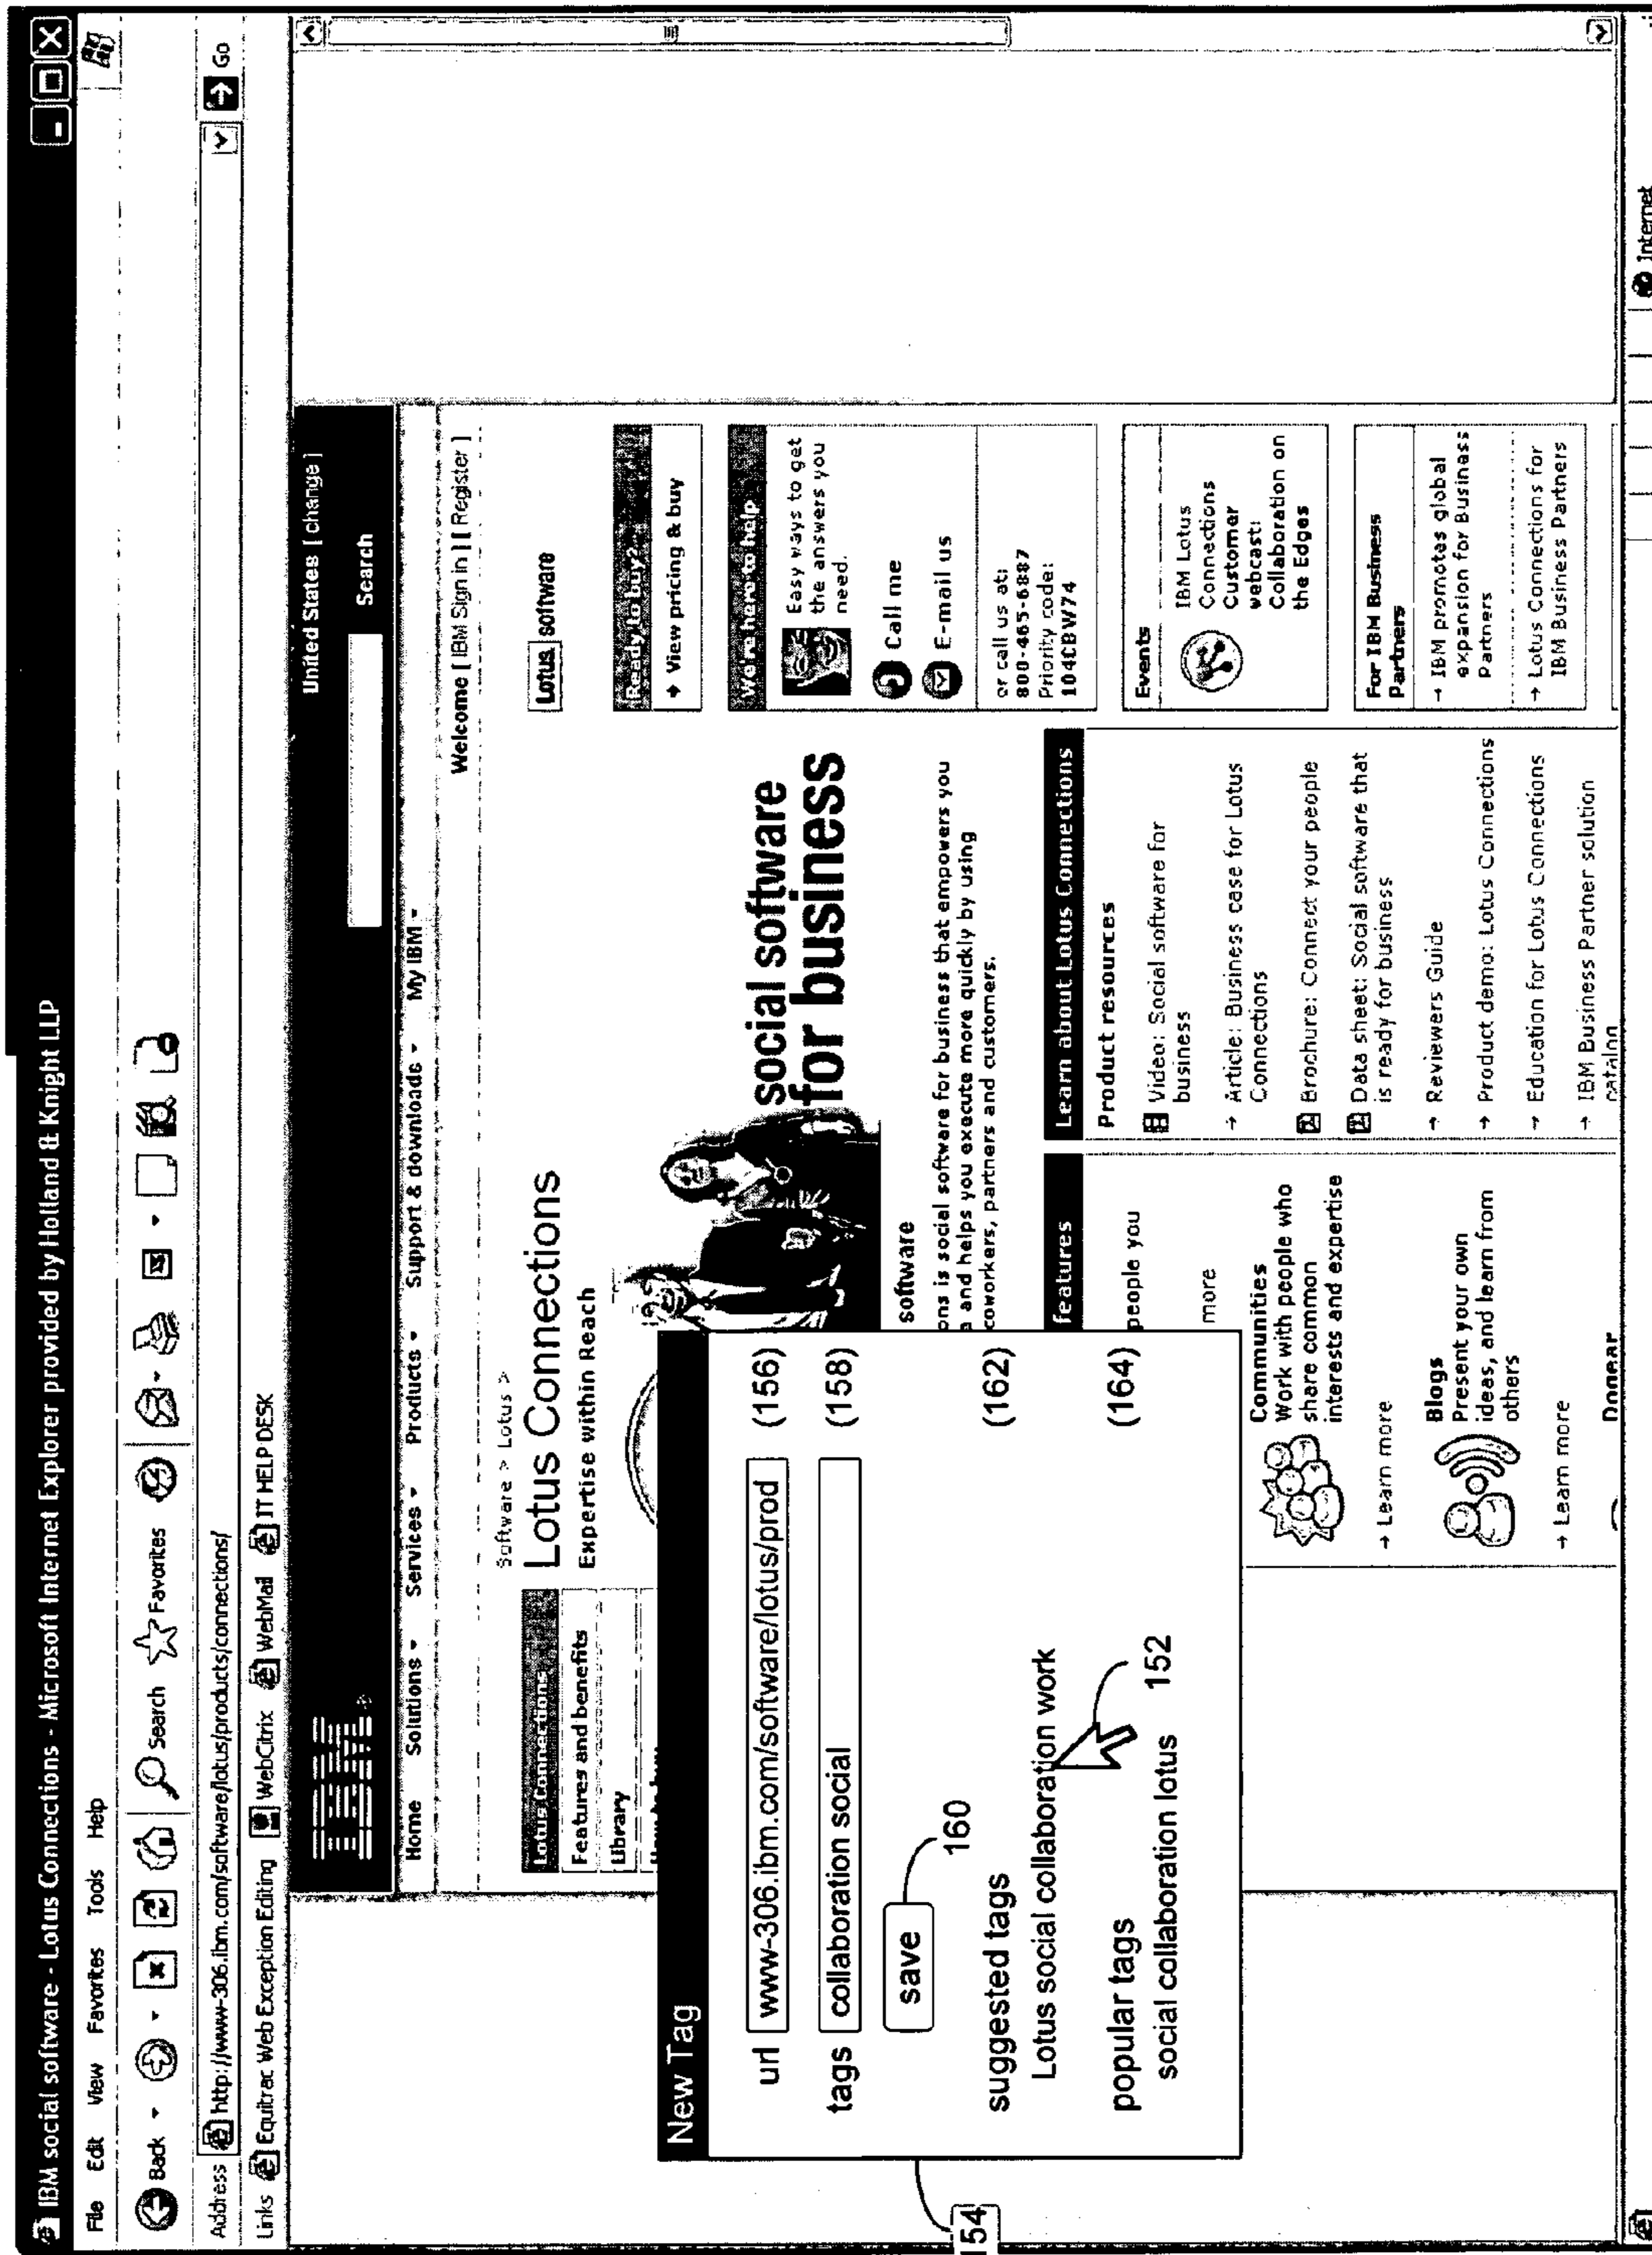 IBM social software - Lotus Connections - Microsoft Internet Explorer provided by Holland & Knight LLP
File Edit View Favorites Tools Help
Back Search Favorites
Address http://www-306.ibm.com/software/lotus/products/connections/ Go
Links Equitrac Web Exception Editing WebCitrix WebMail IT HELP DESK
United States [ change ]
IBM
Search
Home Solutions Services Products Support & downloads My IBM
Welcome [ IBM Sign in ] [ Register ]
Software > Lotus >
Lotus Connections
Features and benefits
Library
Lotus Connections
Expertise within Reach
social software
for business
Lotus software
Ready to buy?
View pricing & buy
We're here to help
Easy ways to get
the answers you
need.
Call me
E-mail us
or call us at:
800-465-6887
Priority code:
104CBW74
Events
IBM Lotus
Connections
Customer
webcast:
Collaboration on
the Edges
For IBM Business
Partners
→ IBM promotes global
expansion for Business
Partners
→ Lotus Connections for
IBM Business Partners
software
ons is social software for business that empowers you
and helps you execute more quickly by using
coworkers, partners and customers.
features
people you
more
Communities
Work with people who
share common
interests and expertise
→ Learn more
Blogs
Present your own
ideas, and learn from
others
→ Learn more
Learn about Lotus Connections
Product resources
Video: Social software for
business
→ Article: Business case for Lotus
Connections
Brochure: Connect your people
Data sheet: Social software that
is ready for business
→ Reviewers Guide
→ Product demo: Lotus Connections
→ Education for Lotus Connections
→ IBM Business Partner solution
catalog
New Tag
url www-306.ibm.com/software/lotus/prod (156)
tags collaboration social (158)
save
160
suggested tags (162)
Lotus social collaboration work
popular tags (164)
social collaboration lotus
152
154
Internet